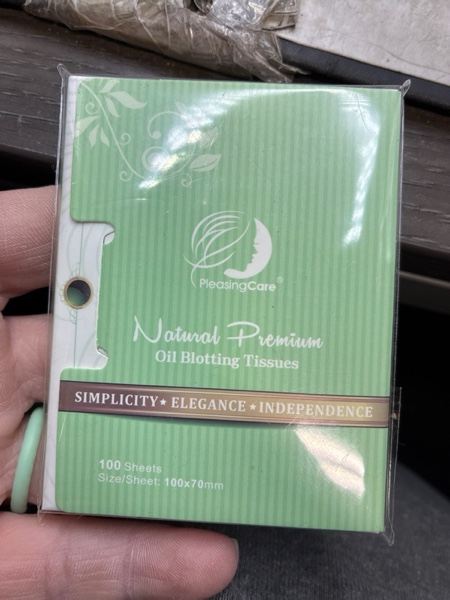 PleasingCare®
Natural Premium
Oil Blotting Tissues
SIMPLICITY★ ELEGANCE ★INDEPENDENCE
100 Sheets
Size/Sheet: 100x70mm